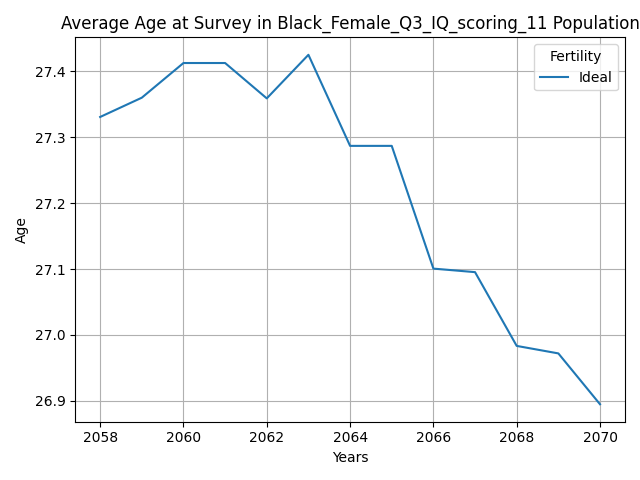 Average Age at Survey in Black_Female_Q3_IQ_scoring_11 Population
Fertility
Ideal
27.4
27.3
27.2
27.1
27.0
26.9
Age
2058 2060 2062 2064 2066 2068 2070
Years